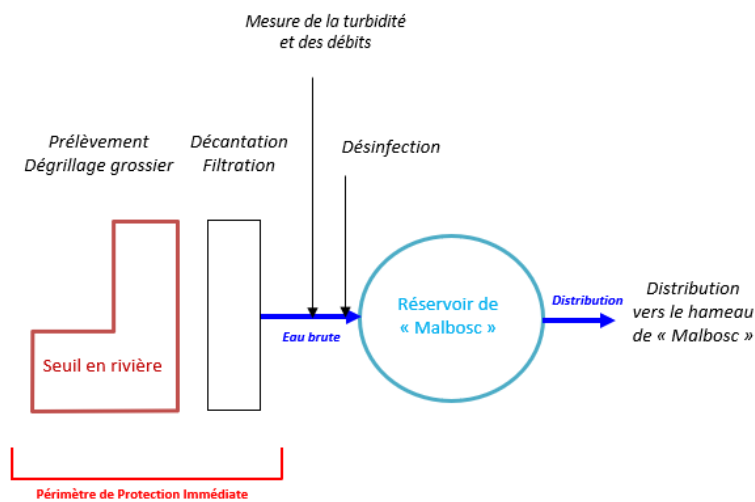 Mesure de la turbidité
et des débits
Prélèvement
Dégrillage grossier
Décantation
Filtration
Désinfection
Seuil en rivière
Eau brute
Réservoir de
« Malbosc »
Distribution
Distribution
vers le hameau
de « Malbosc »
Périmètre de Protection Immédiate